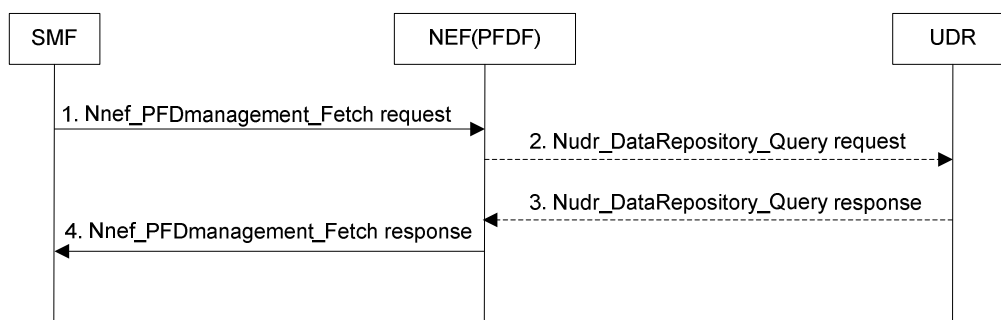 SMF
NEF(PFDF)
UDR
1. Nnef_PFDmanagement_Fetch request
2. Nudr_DataRepository_Query request
3. Nudr_DataRepository_Query response
4. Nnef_PFDmanagement_Fetch response